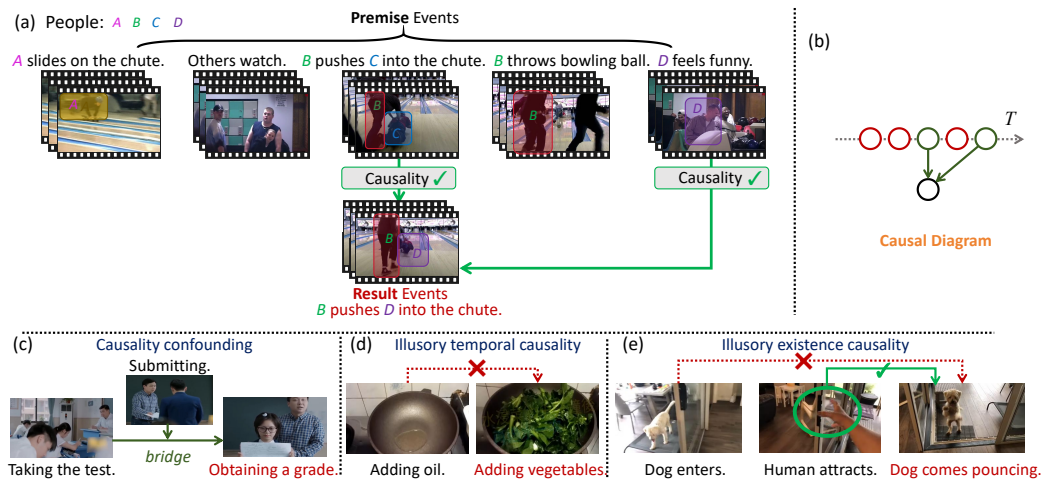 (a) People: A B C D
Premise Events
A slides on the chute. Others watch. B pushes C into the chute. B throws bowling ball. D feels funny.
A
B
C
B
D
Causality ✓ Causality ✓
B
D
Result Events
B pushes D into the chute.
(b)
T
Causal Diagram
(c) Causality confounding
Submitting.
bridge
Taking the test. Obtaining a grade.
(d) Illusory temporal causality
Adding oil. Adding vegetables.
(e) Illusory existence causality
Dog enters. Human attracts. Dog comes pouncing.